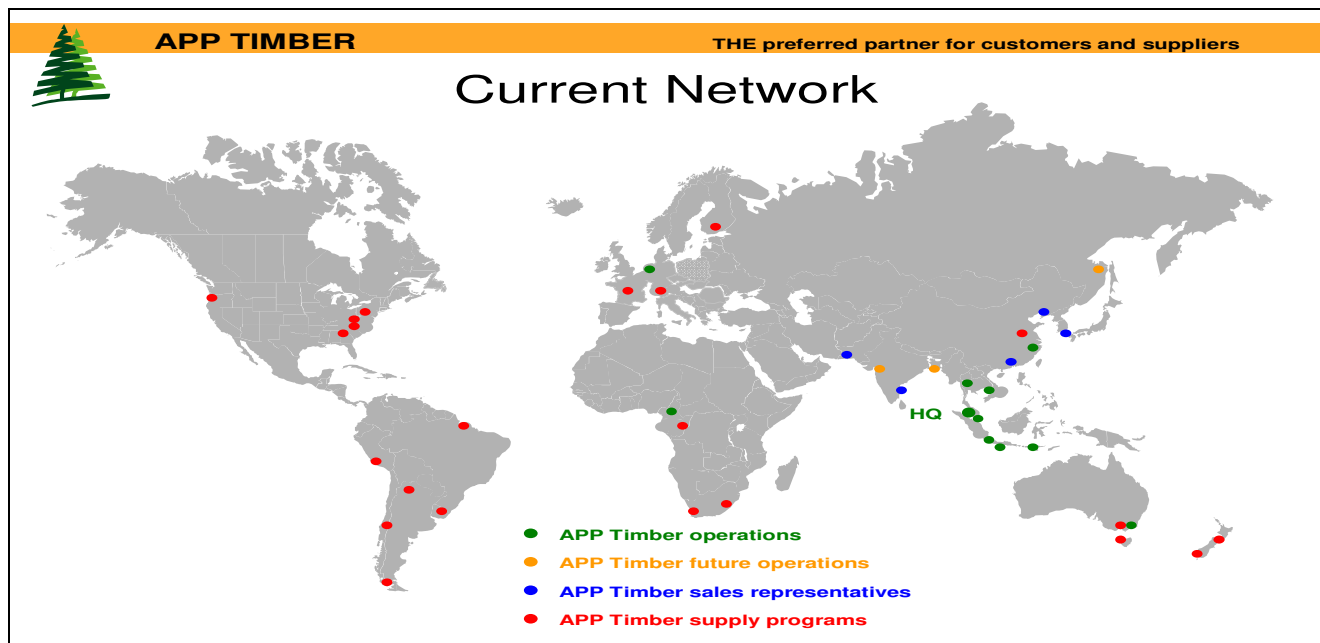 APP TIMBER
THE preferred partner for customers and suppliers
Current Network
HQ
APP Timber operations
APP Timber future operations
APP Timber sales representatives
APP Timber supply programs